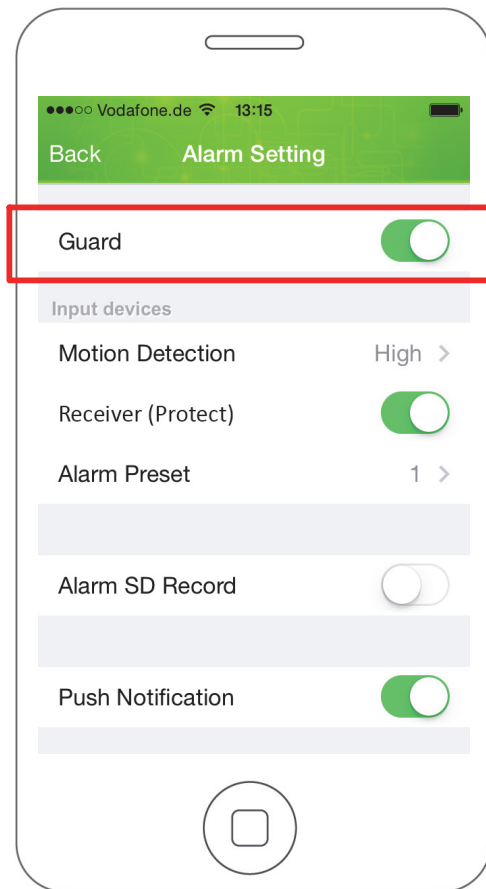 Vodafone.de 13:15
Back Alarm Setting
Guard
Input devices
Motion Detection High >
Receiver (Protect)
Alarm Preset 1 >
Alarm SD Record
Push Notification